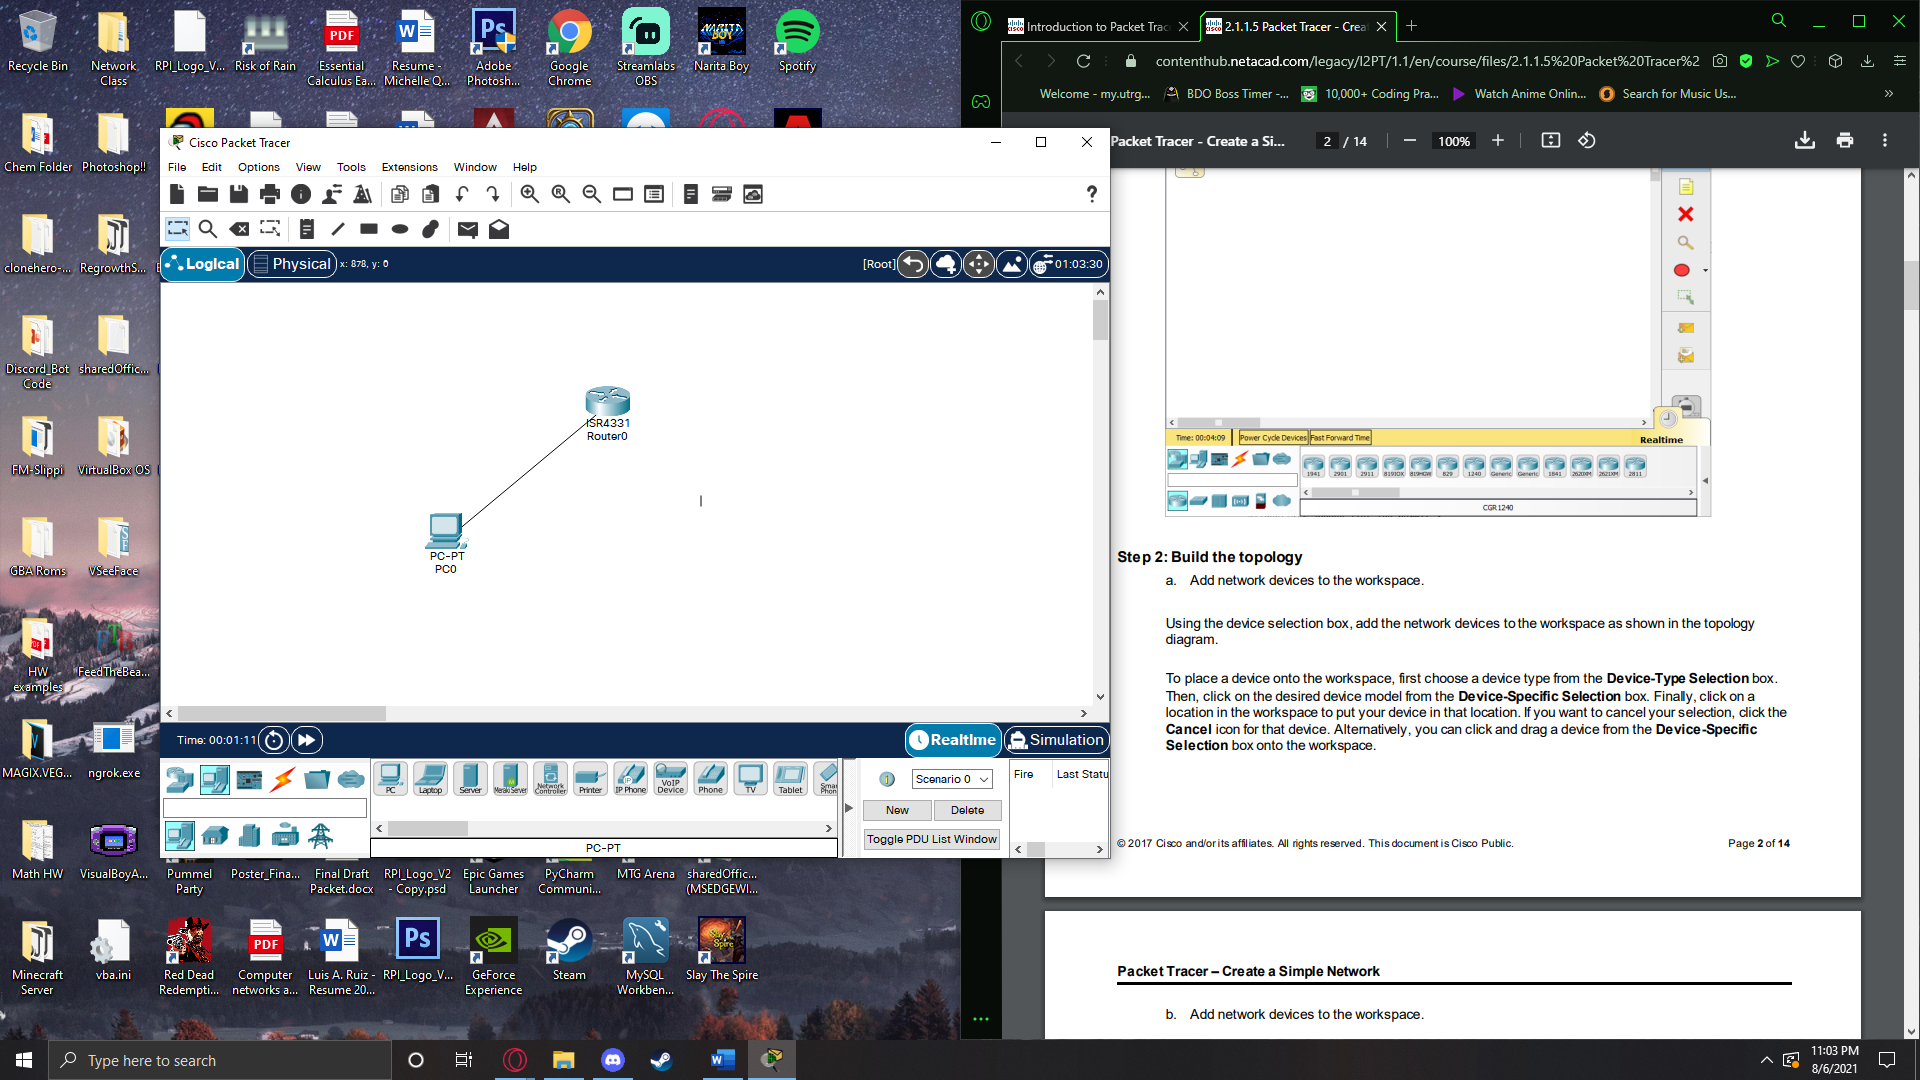 Recycle Bin
Network Class
RPI_Logo_V...
Risk of Rain
Essential Calculus Ea...
Resume - Michelle Q...
Adobe Photosh...
Google Chrome
Streamlabs OBS
Narita Boy
Spotify
Chem Folder
Photoshop!!
clonehero-...
RegrowthS...
Discord_Bot Code
sharedOffic...
FM-Slippi
VirtualBox OS
GBA Roms
VSeeFace
HW examples
FeedTheBea...
MAGIX.VEG...
ngrok.exe
Math HW
VisualBoyA...
Pummel Party
Poster_Fina...
Final Draft Packet.docx
RPI_Logo_V2 - Copy.psd
Epic Games Launcher
PyCharm Communi...
MTG Arena
sharedOffic... (MSEDGEWI...
Minecraft Server
vba.ini
Red Dead Redempti...
Computer networks a...
Luis A. Ruiz - Resume 20...
RPI_Logo_V...
GeForce Experience
Steam
MySQL Workben...
Slay The Spire
Cisco Packet Tracer
File Edit Options View Tools Extensions Window Help
Logical Physical x: 878, y: 6 [Root] 01:03:30
ISR4331
Router0
PC-PT
PC0
Time: 00:01:11 Realtime Simulation
PC Laptop Server Meraki Server Network Controller Printer IP Phone VoIP Device Phone TV Tablet
PC-PT
Scenario 0
New Delete
Toggle PDU List Window
Fire Last Statu
Introduction to Packet Trac
2.1.1.5 Packet Tracer - Crea
contenthub.netacad.com/legacy/I2PT/1.1/en/course/files/2.1.1.5%20Packet%20Tracer%2
Welcome - my.utrg... BDO Boss Timer -... 10,000+ Coding Pra... Watch Anime Onlin... Search for Music Us...
Packet Tracer - Create a Si... 2 / 14 100%
Time: 00:04:09 Power Cycle Devices Fast Forward Time Realtime
1941 2901 2911 819IOX 819HGW 829 1240 Generic Generic 1841 2620XM 2621XM 2811
CGR1240
Step 2: Build the topology
a. Add network devices to the workspace.
Using the device selection box, add the network devices to the workspace as shown in the topology
diagram.
To place a device onto the workspace, first choose a device type from the Device-Type Selection box.
Then, click on the desired device model from the Device-Specific Selection box. Finally, click on a
location in the workspace to put your device in that location. If you want to cancel your selection, click the
Cancel icon for that device. Alternatively, you can click and drag a device from the Device-Specific
Selection box onto the workspace.
© 2017 Cisco and/or its affiliates. All rights reserved. This document is Cisco Public. Page 2 of 14
Packet Tracer – Create a Simple Network
b. Add network devices to the workspace.
Type here to search
11:03 PM
8/6/2021